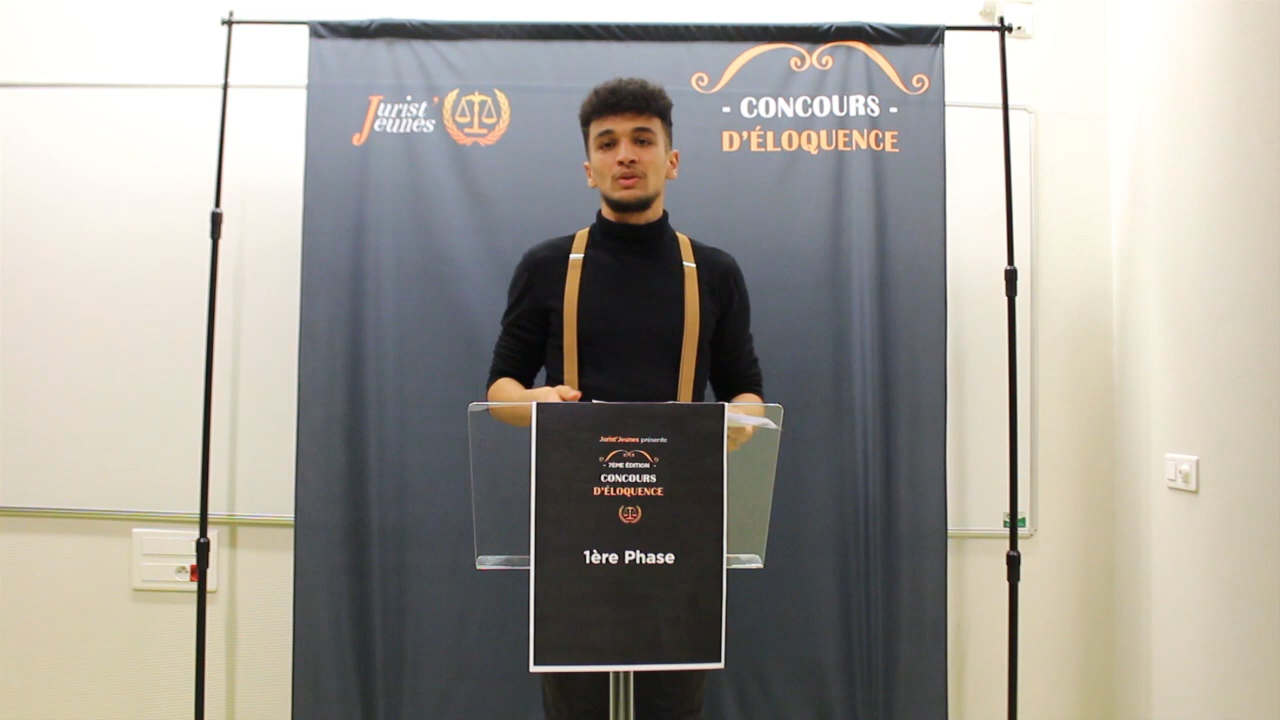 Jurist'
Jeunes
- CONCOURS -
D'ÉLOQUENCE
Jurist'Jeunes présente
- 7ÈME ÉDITION -
CONCOURS
D'ÉLOQUENCE
1ère Phase